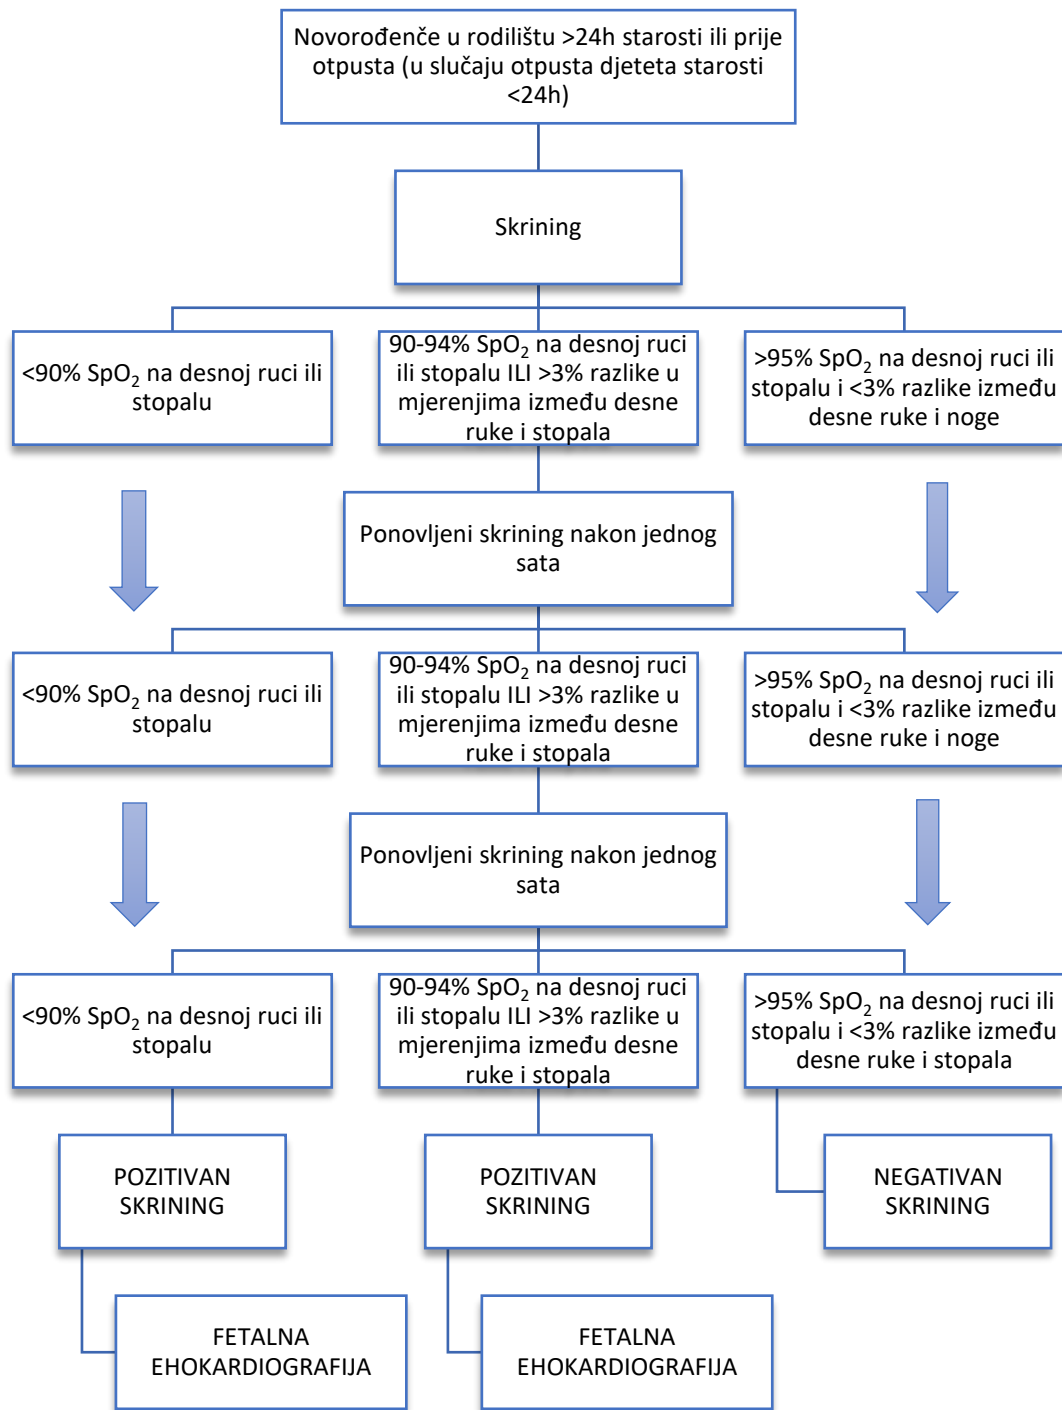 Novorođenče u rodilištu >24h starosti ili prije
otpusta (u slučaju otpusta djeteta starosti
<24h)
Skrining
<90% SpO₂ na desnoj ruci ili
stopalu
90-94% SpO₂ na desnoj ruci
ili stopalu ILI >3% razlike u
mjerenjima između desne
ruke i stopala
>95% SpO₂ na desnoj ruci ili
stopalu i <3% razlike između
desne ruke i noge
Ponovljeni skrining nakon jednog
sata
<90% SpO₂ na desnoj ruci ili
stopalu
90-94% SpO₂ na desnoj ruci
ili stopalu ILI >3% razlike u
mjerenjima između desne
ruke i stopala
>95% SpO₂ na desnoj ruci ili
stopalu i <3% razlike između
desne ruke i noge
Ponovljeni skrining nakon jednog
sata
<90% SpO₂ na desnoj ruci ili
stopalu
90-94% SpO₂ na desnoj ruci
ili stopalu ILI >3% razlike u
mjerenjima između desne
ruke i stopala
>95% SpO₂ na desnoj ruci ili
stopalu i <3% razlike između
desne ruke i stopala
POZITIVAN
SKRINING
POZITIVAN
SKRINING
NEGATIVAN
SKRINING
FETALNA
EHOKARDIOGRAFIJA
FETALNA
EHOKARDIOGRAFIJA